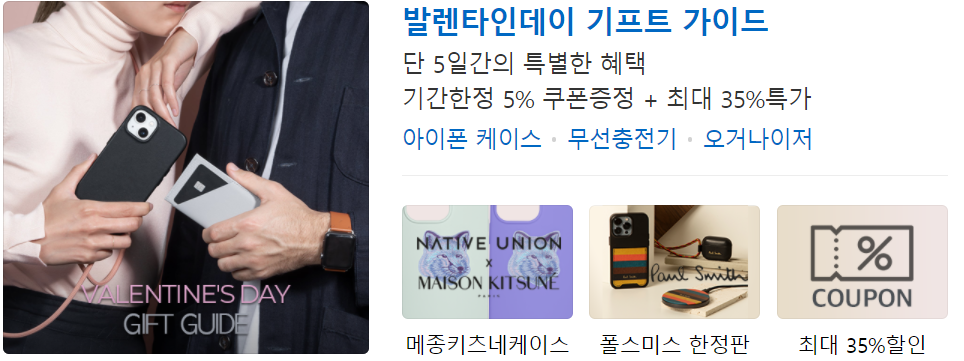 VALENTINE'S DAY
GIFT GUIDE
발렌타인데이 기프트 가이드
단 5일간의 특별한 혜택
기간한정 5% 쿠폰증정 + 최대 35%특가
아이폰 케이스 · 무선충전기 · 오거나이저
NATIVE UNION
x
MAISON KITSUNÉ
PARIS
메종키츠네케이스
Paul Smith
폴스미스 한정판
%
COUPON
최대 35%할인